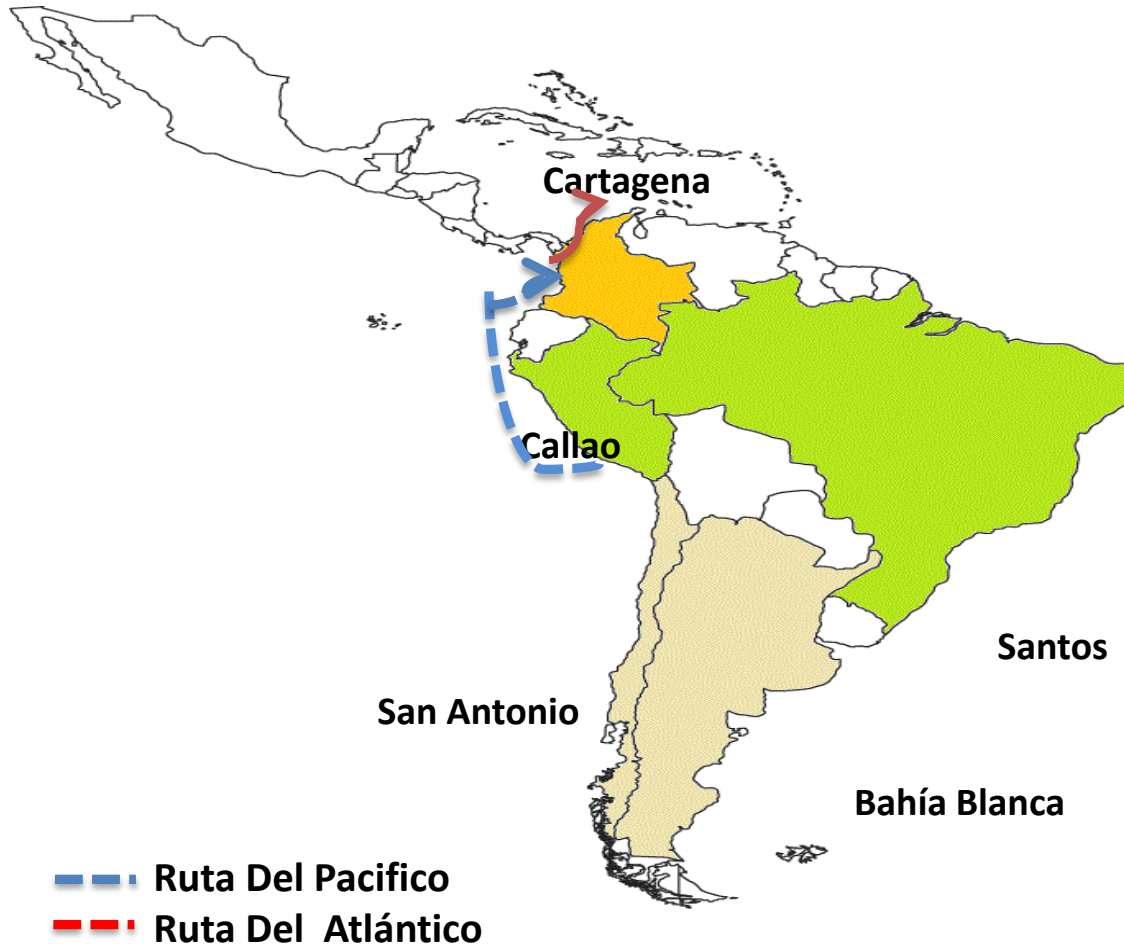 Cartagena
Callao
Santos
San Antonio
Bahía Blanca
Ruta Del Pacifico
Ruta Del Atlántico